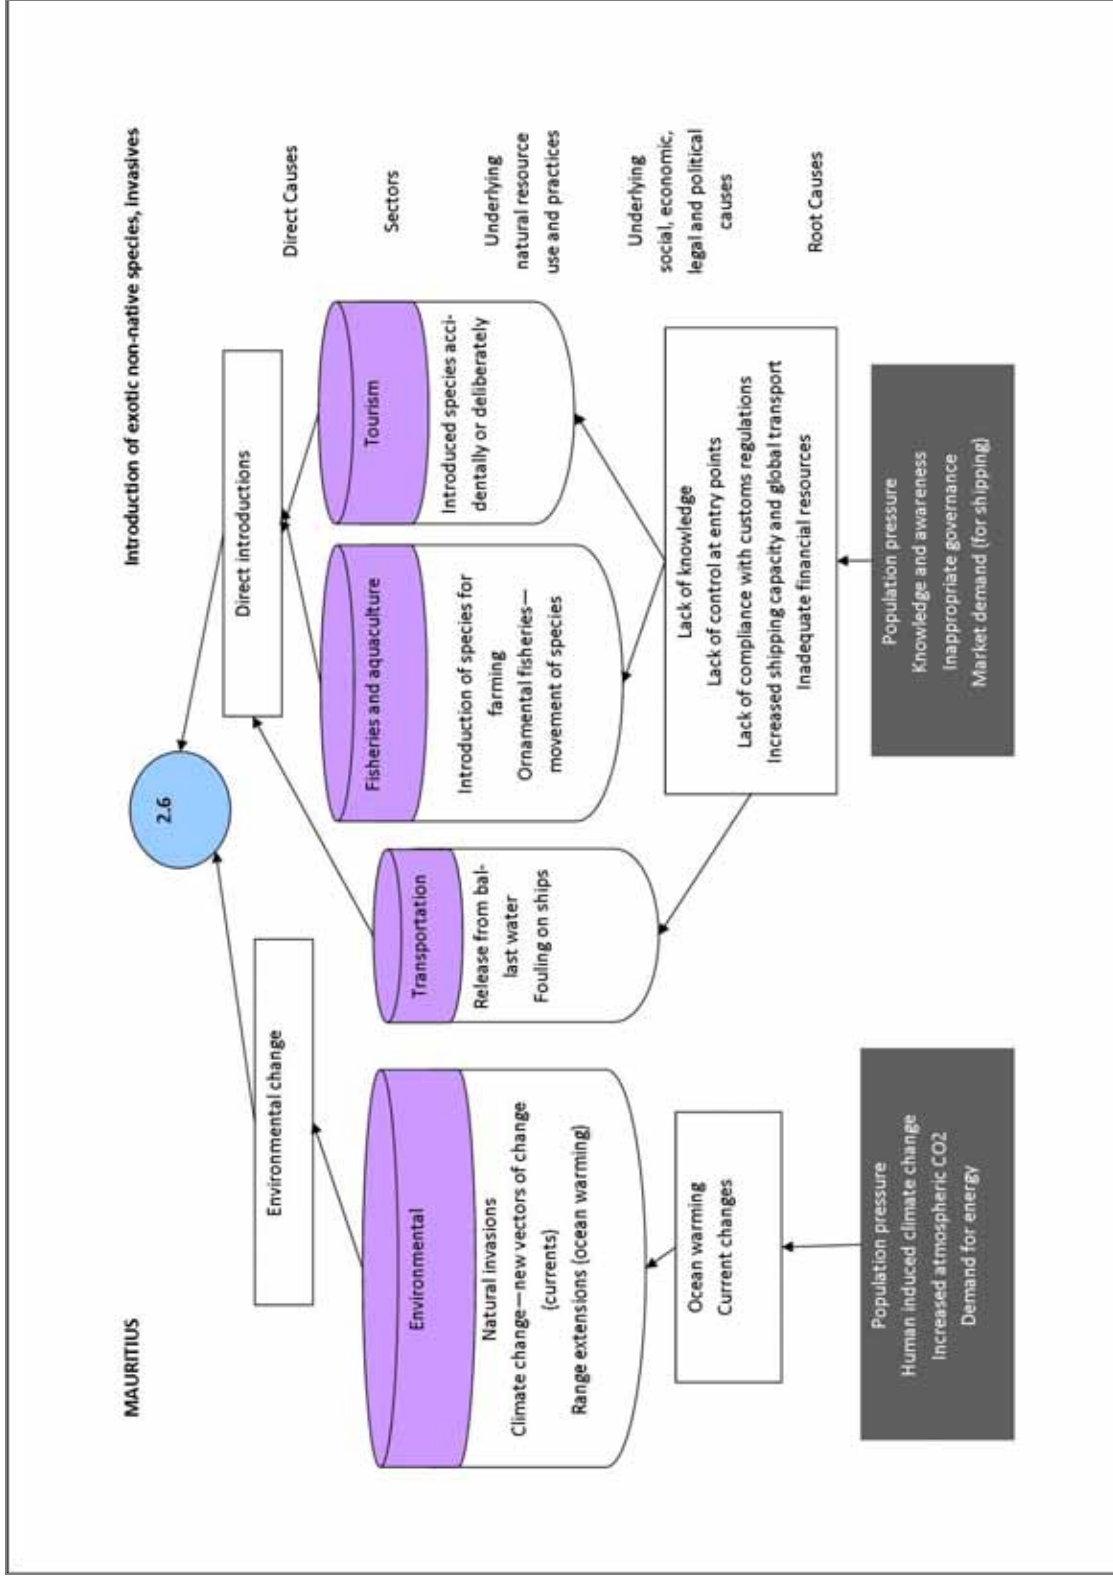 MAURITIUS
Introduction of exotic non-native species, invasives
2.6
Direct Causes
Environmental change
Direct introductions
Sectors
Environmental
Transportation
Fisheries and aquaculture
Tourism
Underlying
natural resource
use and practices
Natural invasions
Climate change—new vectors of change
(currents)
Range extensions (ocean warming)
Release from bal-
last water
Fouling on ships
Introduction of species for
farming
Ornamental fisheries—
movement of species
Introduced species acci-
dentally or deliberately
Underlying
social, economic,
legal and political
causes
Ocean warming
Current changes
Lack of knowledge
Lack of control at entry points
Lack of compliance with customs regulations
Increased shipping capacity and global transport
Inadequate financial resources
Root Causes
Population pressure
Human induced climate change
Increased atmospheric CO2
Demand for energy
Population pressure
Knowledge and awareness
Inappropriate governance
Market demand (for shipping)